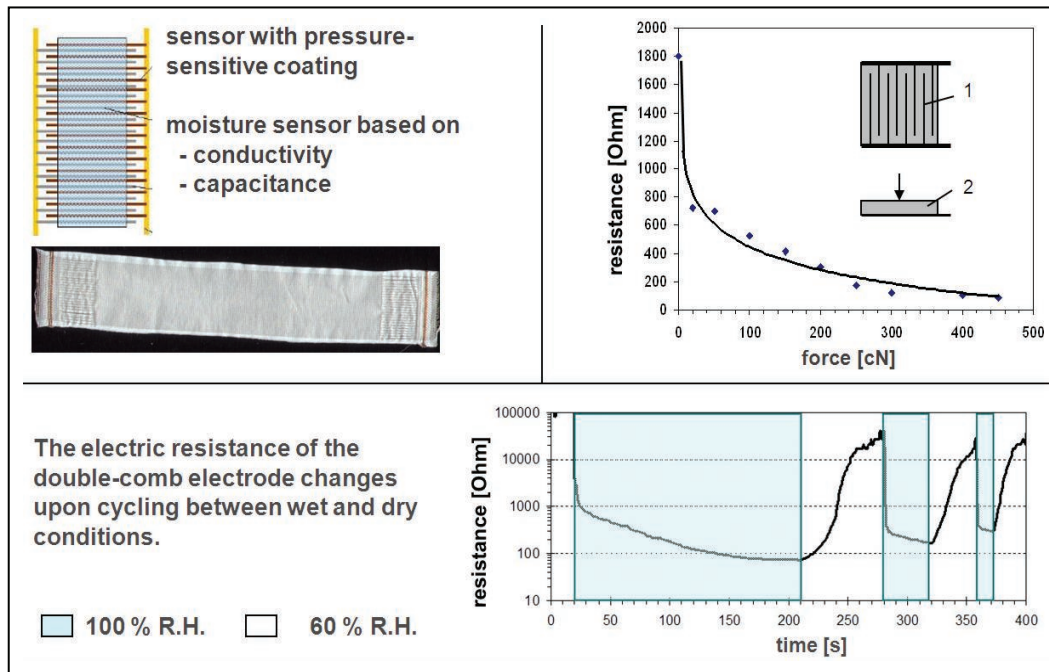 sensor with pressure-
sensitive coating
moisture sensor based on
- conductivity
- capacitance
resistance [Ohm]
2000
1800
1600
1400
1200
1000
800
600
400
200
0
0 100 200 300 400 500
force [cN]
1
2
The electric resistance of the
double-comb electrode changes
upon cycling between wet and dry
conditions.
100 % R.H. 60 % R.H.
resistance [Ohm]
100000
10000
1000
100
10
0 50 100 150 200 250 300 350 400
time [s]